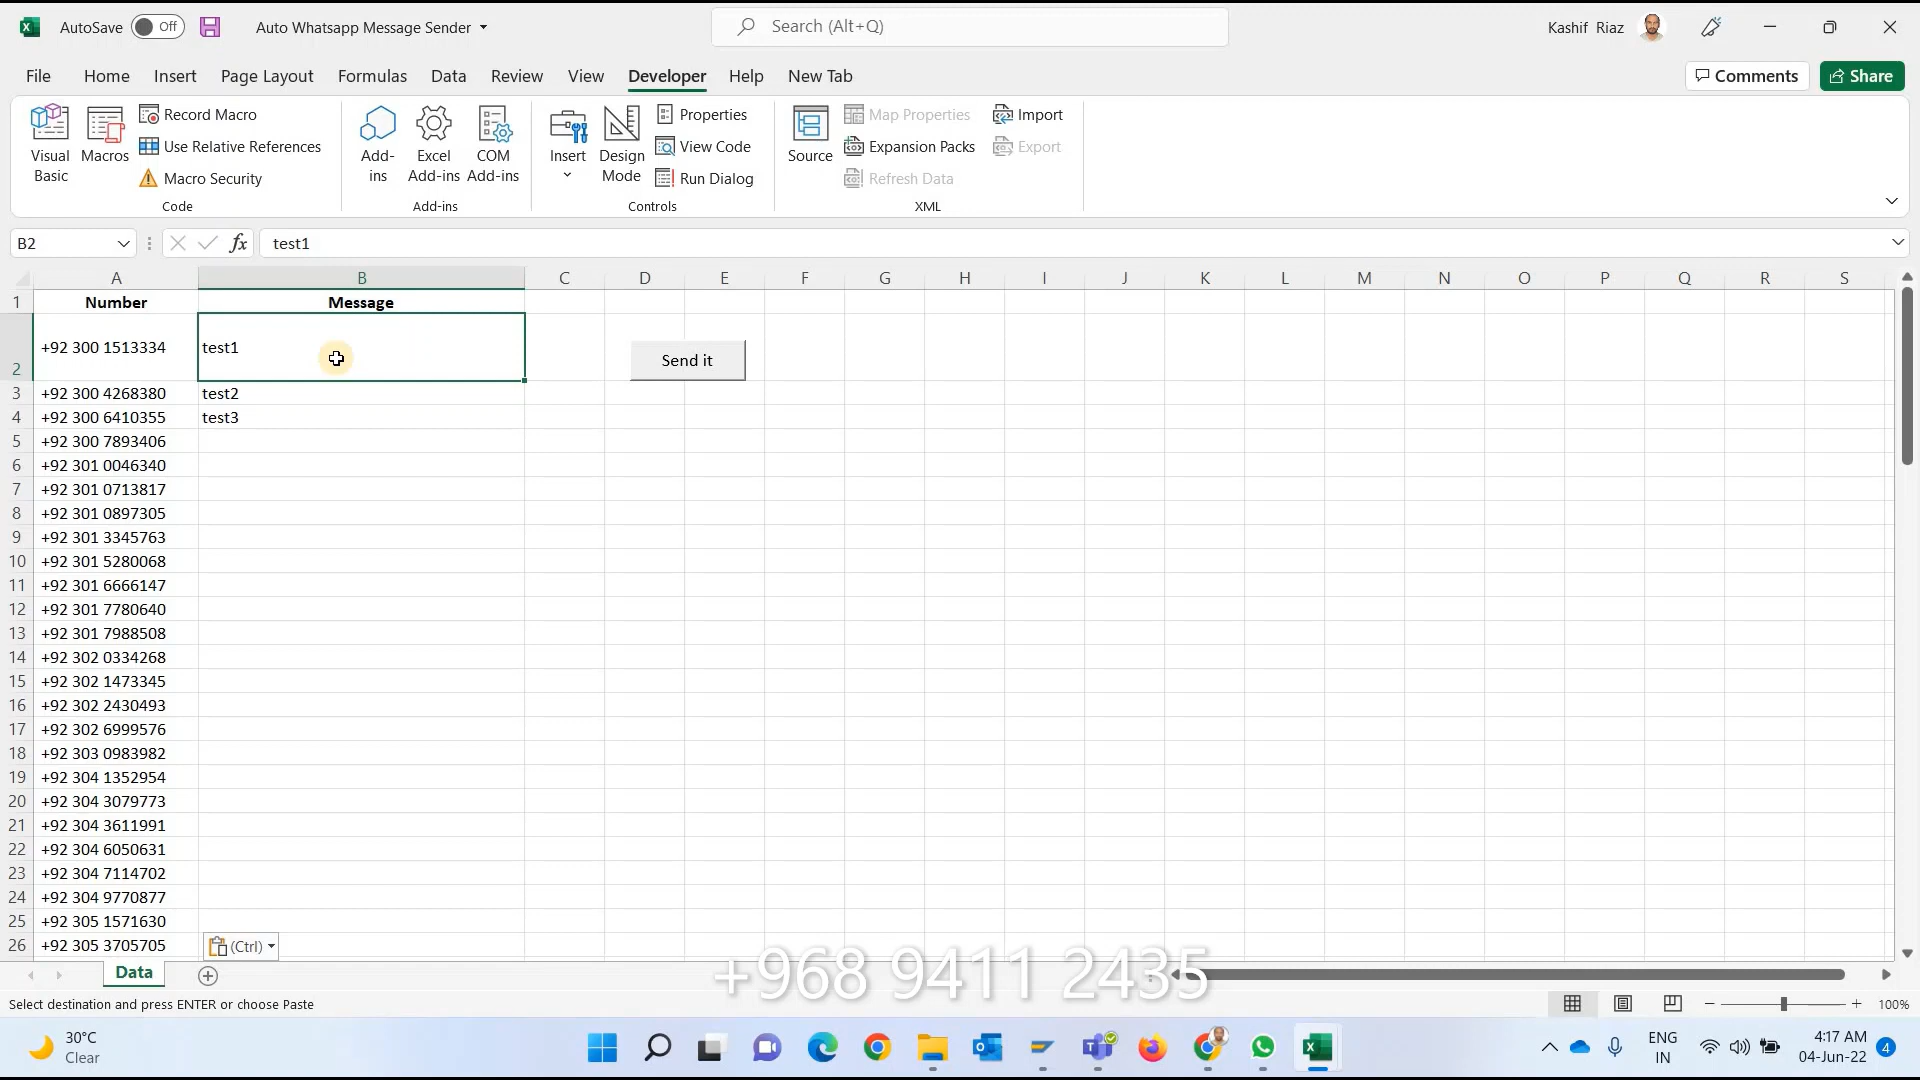 AutoSave Off Auto Whatsapp Message Sender Search (Alt+Q) Kashif Riaz
File Home Insert Page Layout Formulas Data Review View Developer Help New Tab Comments Share
Visual Basic
Macros
Record Macro
Use Relative References
Macro Security
Code
Add-ins
Excel Add-ins
COM Add-ins
Add-ins
Insert
Design Mode
Properties
View Code
Run Dialog
Controls
Source
Map Properties
Expansion Packs
Refresh Data
Import
Export
XML
B2 fx test1
A B C D E F G H I J K L M N O P Q R S
1 Number Message
2 +92 300 1513334 test1 Send it
3 +92 300 4268380 test2
4 +92 300 6410355 test3
5 +92 300 7893406
6 +92 301 0046340
7 +92 301 0713817
8 +92 301 0897305
9 +92 301 3345763
10 +92 301 5280068
11 +92 301 6666147
12 +92 301 7780640
13 +92 301 7988508
14 +92 302 0334268
15 +92 302 1473345
16 +92 302 2430493
17 +92 302 6999576
18 +92 303 0983982
19 +92 304 1352954
20 +92 304 3079773
21 +92 304 3611991
22 +92 304 6050631
23 +92 304 7114702
24 +92 304 9770877
25 +92 305 1571630
26 +92 305 3705705 (Ctrl)
Data
+968 9411 2435
Select destination and press ENTER or choose Paste 100%
30°C
Clear
ENG
IN
4:17 AM
04-Jun-22
4